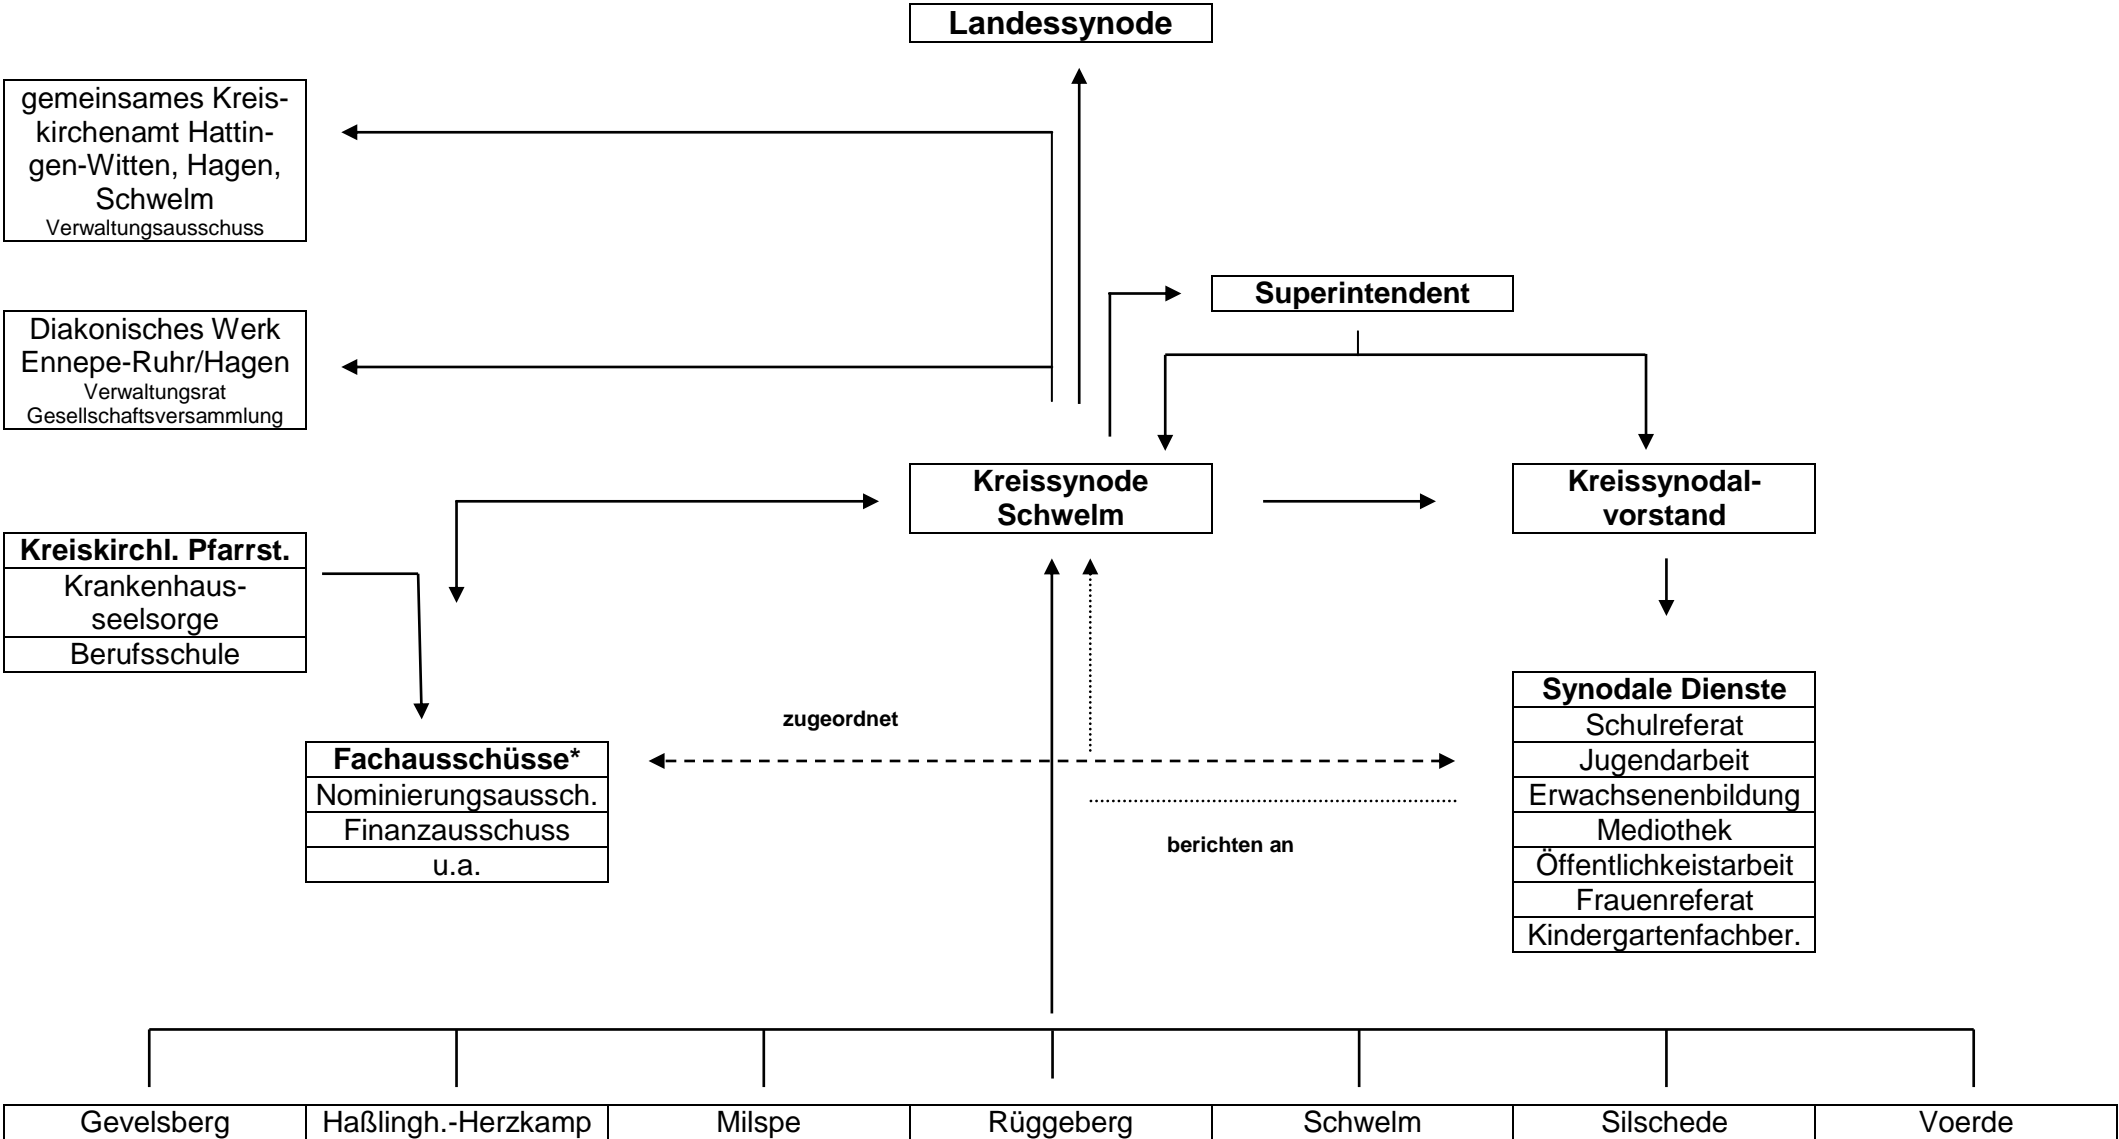 Landessynode
gemeinsames Kreis-
kirchenamt Hattin-
gen-Witten, Hagen,
Schwelm
Verwaltungsausschuss
Superintendent
Diakonisches Werk
Ennepe-Ruhr/Hagen
Verwaltungsrat
Gesellschaftsversammlung
Kreissynode
Schwelm
Kreissynodal-
vorstand
Kreiskirchl. Pfarrst.
Krankenhaus-
seelsorge
Berufsschule
zugeordnet
Fachausschüsse*
Nominierungsaussch.
Finanzausschuss
u.a.
berichten an
Synodale Dienste
Schulreferat
Jugendarbeit
Erwachsenenbildung
Mediothek
Öffentlichkeistarbeit
Frauenreferat
Kindergartenfachber.
Gevelsberg
Haßlingh.-Herzkamp
Milspe
Rüggeberg
Schwelm
Silschede
Voerde